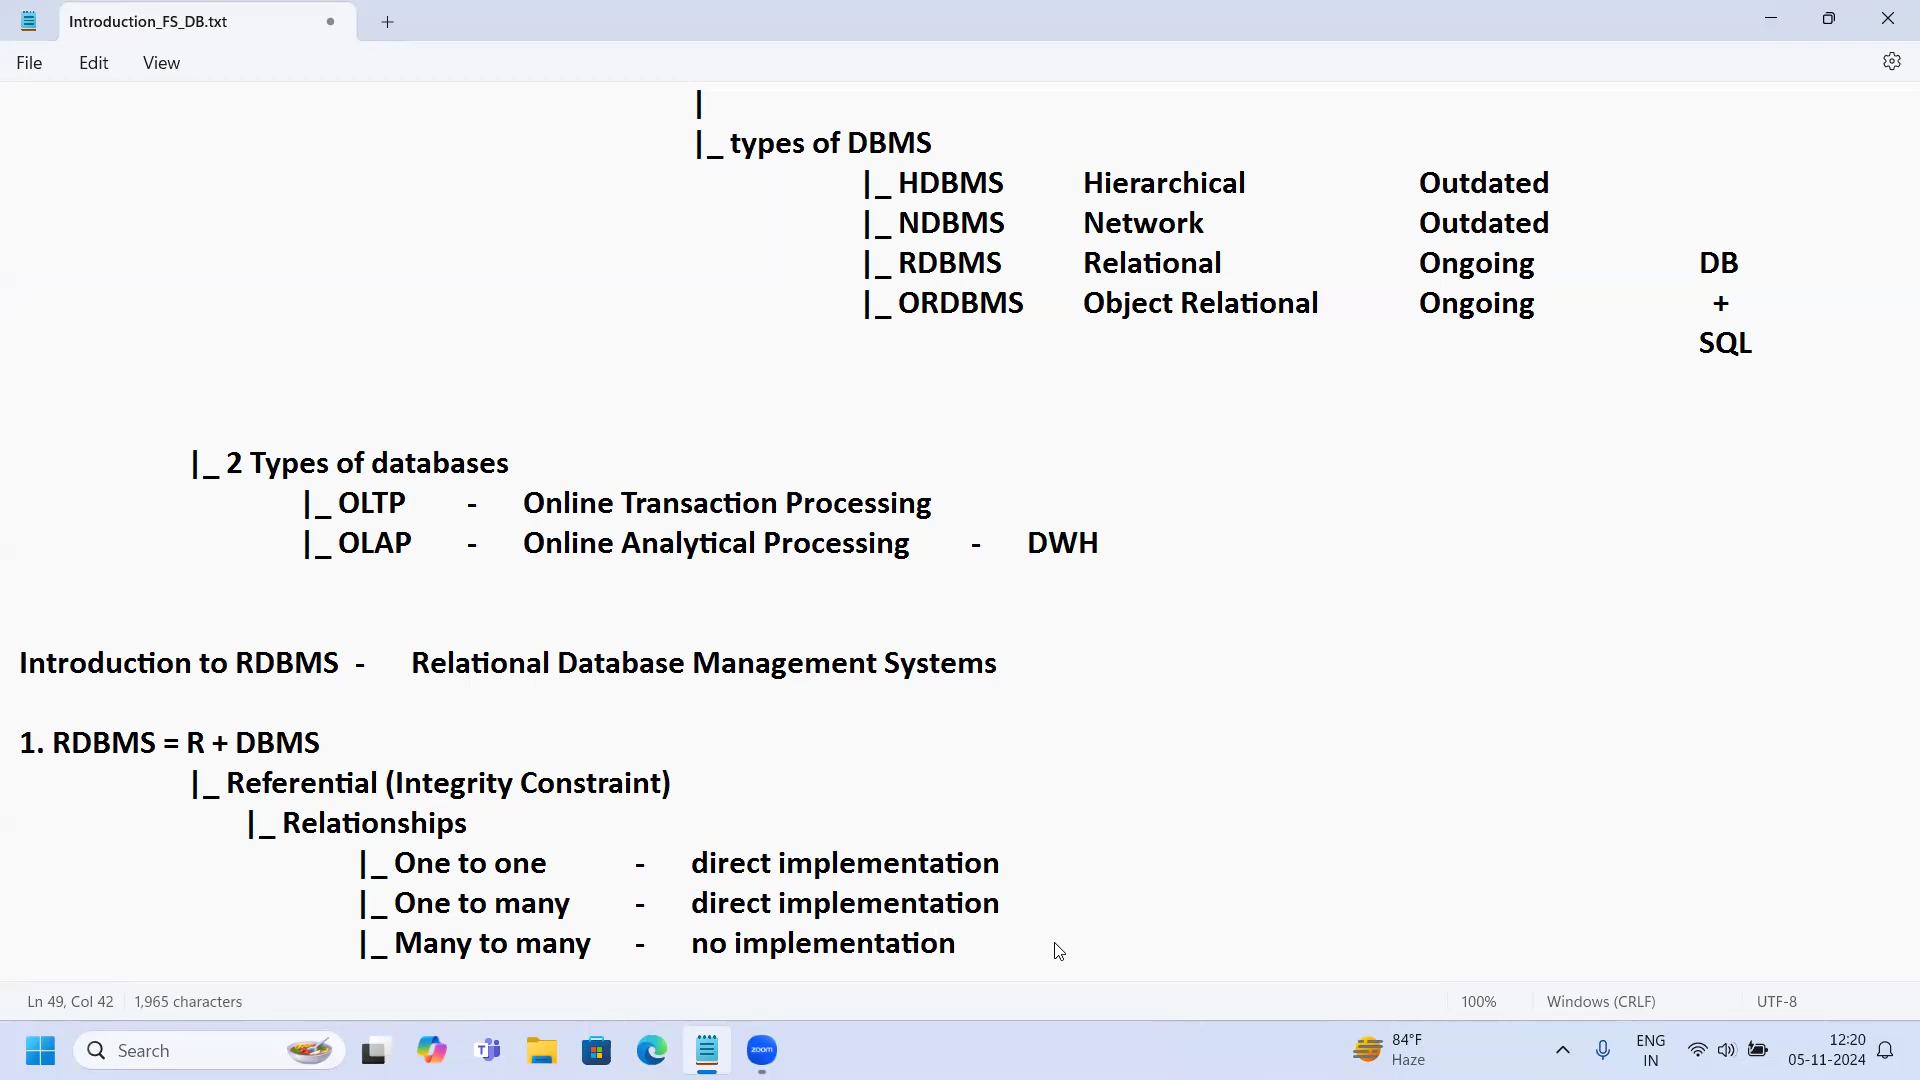 Introduction_FS_DB.txt
File Edit View
|
|_ types of DBMS
|_ HDBMS Hierarchical Outdated
|_ NDBMS Network Outdated
|_ RDBMS Relational Ongoing DB
|_ ORDBMS Object Relational Ongoing +
SQL
|_ 2 Types of databases
|_ OLTP - Online Transaction Processing
|_ OLAP - Online Analytical Processing - DWH
Introduction to RDBMS - Relational Database Management Systems
1. RDBMS = R + DBMS
|_ Referential (Integrity Constraint)
|_ Relationships
|_ One to one - direct implementation
|_ One to many - direct implementation
|_ Many to many - no implementation
Ln 49, Col 42 1,965 characters 100% Windows (CRLF) UTF-8
Search zoom 84°F ENG 12:20
Haze IN 05-11-2024